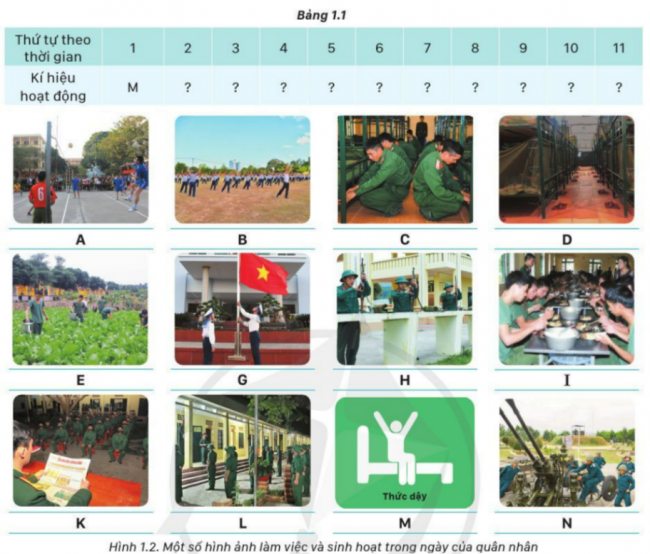 Bảng 1.1
Thứ tự theo thời gian 1 2 3 4 5 6 7 8 9 10 11
Kí hiệu hoạt động M ? ? ? ? ? ? ? ? ? ?
A B C D
E G H I
6
K L M N
Thức dậy
Hình 1.2. Một số hình ảnh làm việc và sinh hoạt trong ngày của quân nhân